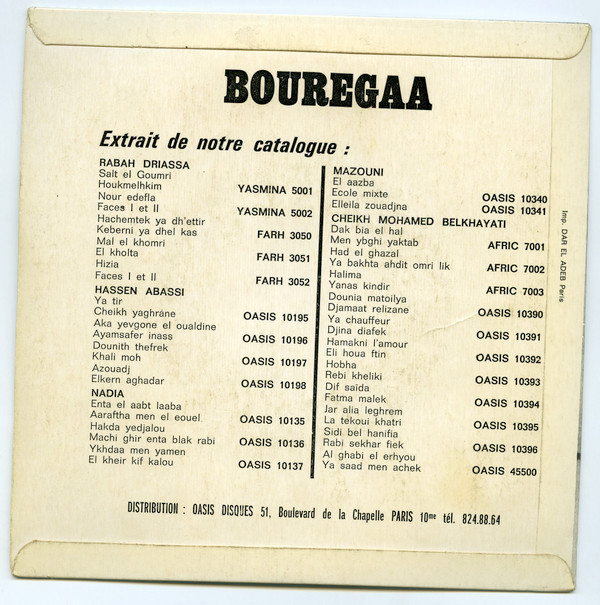 BOUREGAA
Extrait de notre catalogue :
RABAH DRIASSA
Salt el Goumri
Houkmelhkim YASMINA 5001
Nour edefla
Faces I et II YASMINA 5002
Hachemtek ya dh'ettir
Keberni ya dhel kas FARH 3050
Mal el khomri
El kholta FARH 3051
Hizia
Faces I et II FARH 3052
HASSEN ABASSI
Ya tir
Cheikh yaghrâne OASIS 10195
Aka yevgone el oualdine
Ayamsafer inass OASIS 10196
Dounith thefrek
Khali moh OASIS 10197
Azouadj
Elkern aghadar OASIS 10198
NADIA
Enta el aabt laaba
Aaraftha men el eouel OASIS 10135
Hakda yedjalou
Machi ghir enta blak rabi OASIS 10136
Ykhdaa men yamen
El kheir kif kalou OASIS 10137
MAZOUNI
El aazba
Ecole mixte OASIS 10340
Elleila zouadjna OASIS 10341
CHEIKH MOHAMED BELKHAYATI
Dak bia el hal
Men ybghi yaktab AFRIC 7001
Had el ghazal
Ya bakhta ahdit omri lik AFRIC 7002
Halima
Yanas kindir AFRIC 7003
Dounia matoilya
Djamaat relizane OASIS 10390
Ya chauffeur
Djina diafek OASIS 10391
Hamakni l'amour
Eli houa ftin OASIS 10392
Hobha
Rebi kheliki OASIS 10393
Dif saïda
Fatma malek OASIS 10394
Jar alia leghrem
La tekoui khatri OASIS 10395
Sidi bel hanifia
Rabi sekhar fiek OASIS 10396
Al ghabi el erhyou
Ya saad men achek OASIS 45500
Imp. DAR EL ADEB Paris
DISTRIBUTION : OASIS DISQUES 51, Boulevard de la Chapelle PARIS 10me tél. 824.88.64